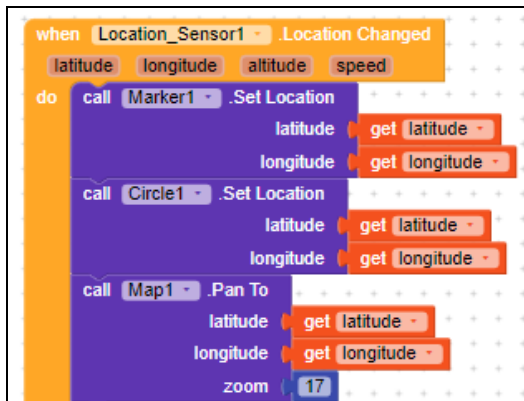 when Location_Sensor1 .Location Changed
latitude longitude altitude speed
do call Marker1 .Set Location
latitude get latitude
longitude get longitude
call Circle1 .Set Location
latitude get latitude
longitude get longitude
call Map1 .Pan To
latitude get latitude
longitude get longitude
zoom 17